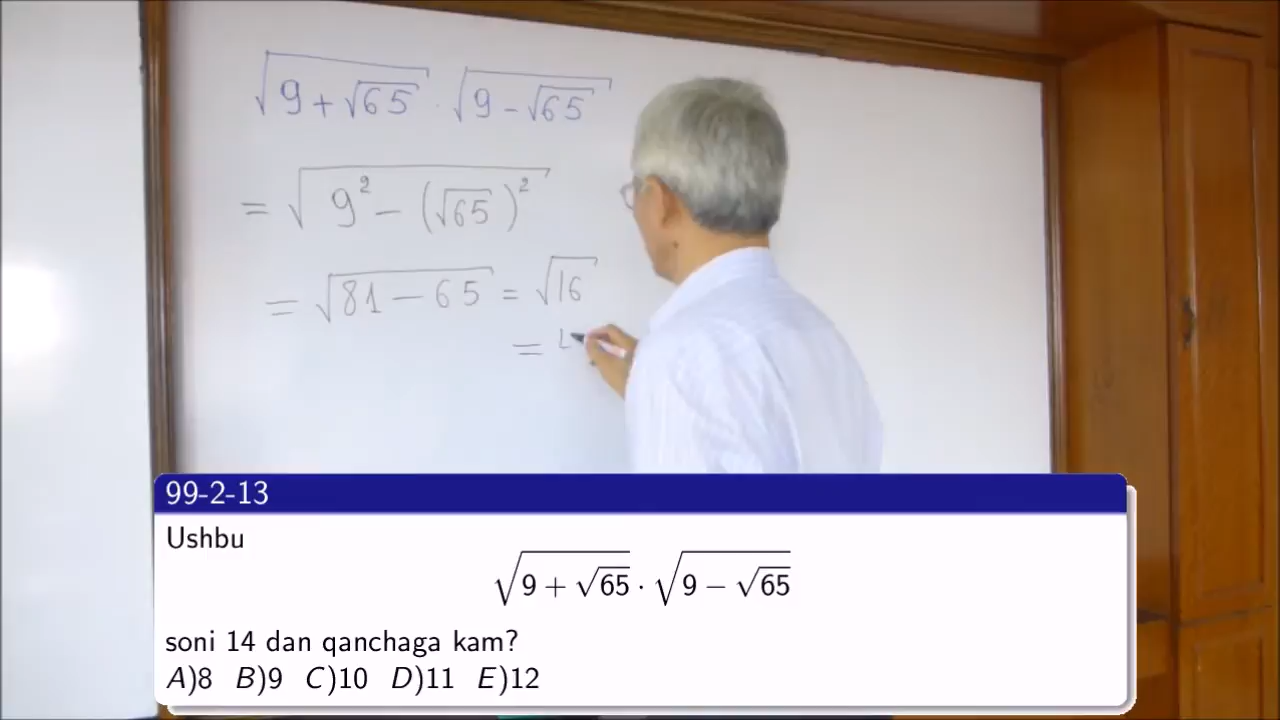 √(9 + √65) · √(9 - √65)
= √(9² - (√65)²)
= √(81 - 65) = √16
=
99-2-13
Ushbu
√(9 + √65) · √(9 − √65)
soni 14 dan qanchaga kam?
A)8 B)9 C)10 D)11 E)12